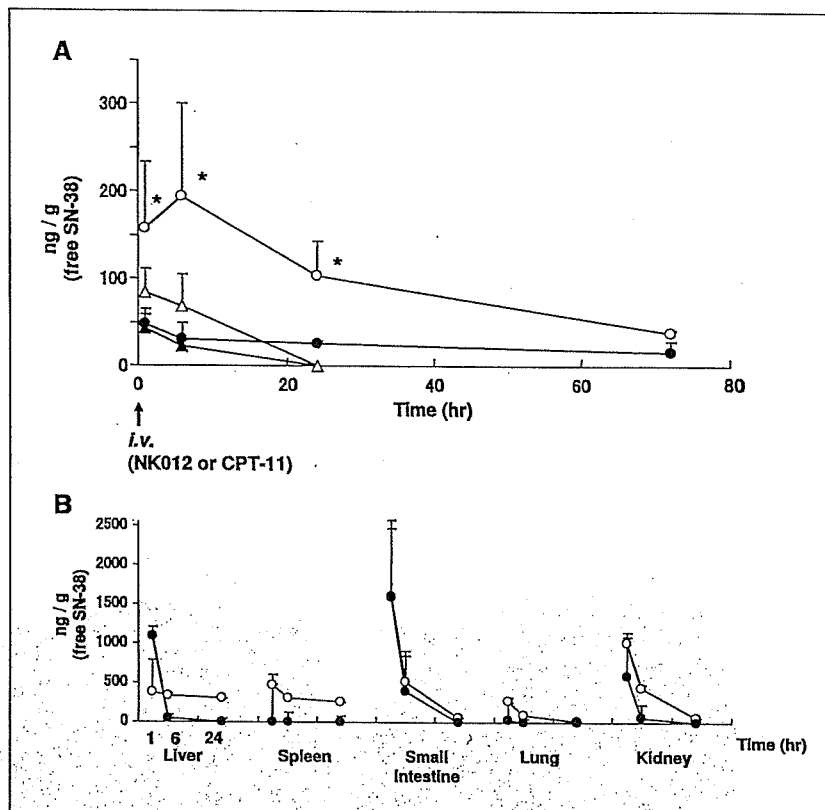 A
300
200
100
0
ng / g
(free SN-38)
*
*
*
0
20
40
60
80
Time (hr)
i.v.
(NK012 or CPT-11)
B
2500
2000
1500
1000
500
0
ng / g
(free SN-38)
1 6 24
Liver
Spleen
Small
Intestine
Lung
Kidney
Time (hr)